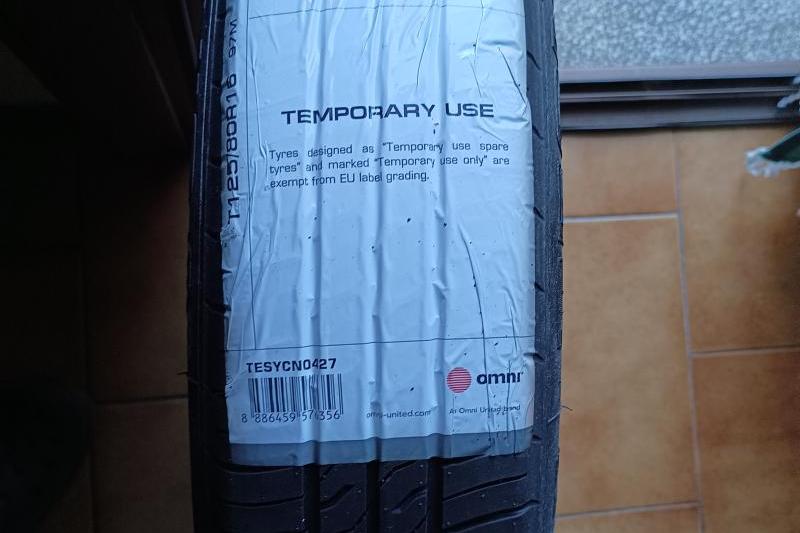 T125/80R16 97M
TEMPORARY USE
Tyres designed as "Temporary use spare
tyres" and marked "Temporary use only" are
exempt from EU label grading.
TESYCN0427
8 886459 574356
omni
omni-united.com
An Omni United brand